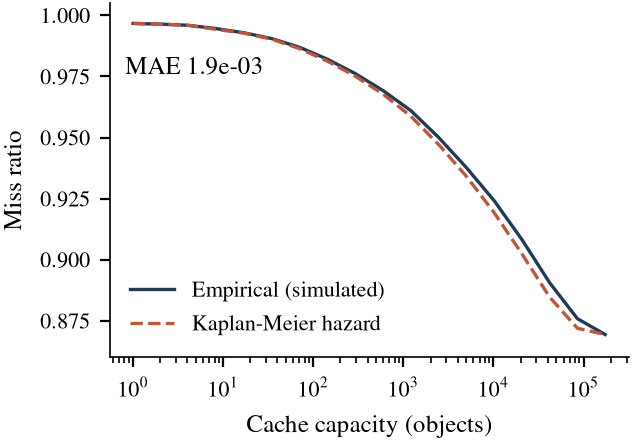 1.000
0.975
0.950
0.925
0.900
0.875
Miss ratio
MAE 1.9e-03
Empirical (simulated)
Kaplan-Meier hazard
10⁰ 10¹ 10² 10³ 10⁴ 10⁵
Cache capacity (objects)